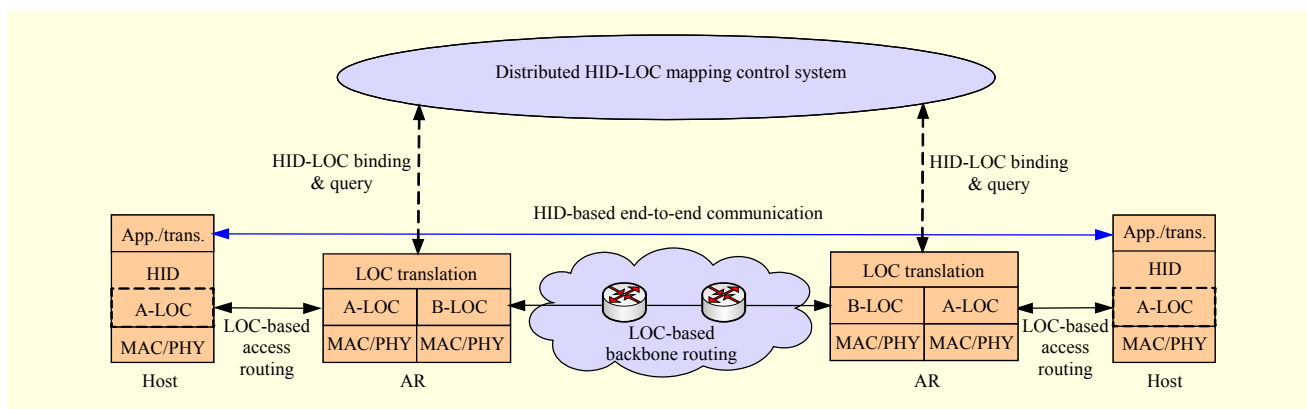 Distributed HID-LOC mapping control system
HID-LOC binding
& query
HID-LOC binding
& query
HID-based end-to-end communication
App./trans.
HID
A-LOC
MAC/PHY
Host
LOC-based
access
routing
LOC translation
A-LOC
B-LOC
MAC/PHY
MAC/PHY
AR
LOC-based
backbone routing
LOC translation
B-LOC
A-LOC
MAC/PHY
MAC/PHY
AR
LOC-based
access
routing
App./trans.
HID
A-LOC
MAC/PHY
Host